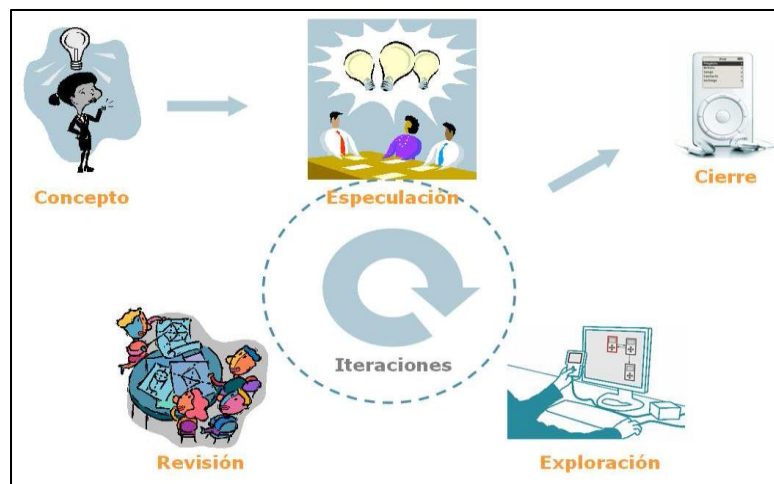 Concepto
Especulación
Cierre
Iteraciones
Revisión
Exploración